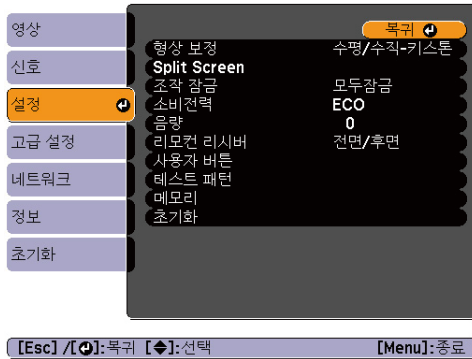 영상
신호
설정
고급 설정
네트워크
정보
초기화
복귀
형상 보정 수평/수직-키스톤
Split Screen
조작 잠금 모두잠금
소비전력 ECO
음량 0
리모컨 리시버 전면/후면
사용자 버튼
테스트 패턴
메모리
초기화
[Esc] /[⏎]:복귀 [◆]:선택 [Menu]:종료